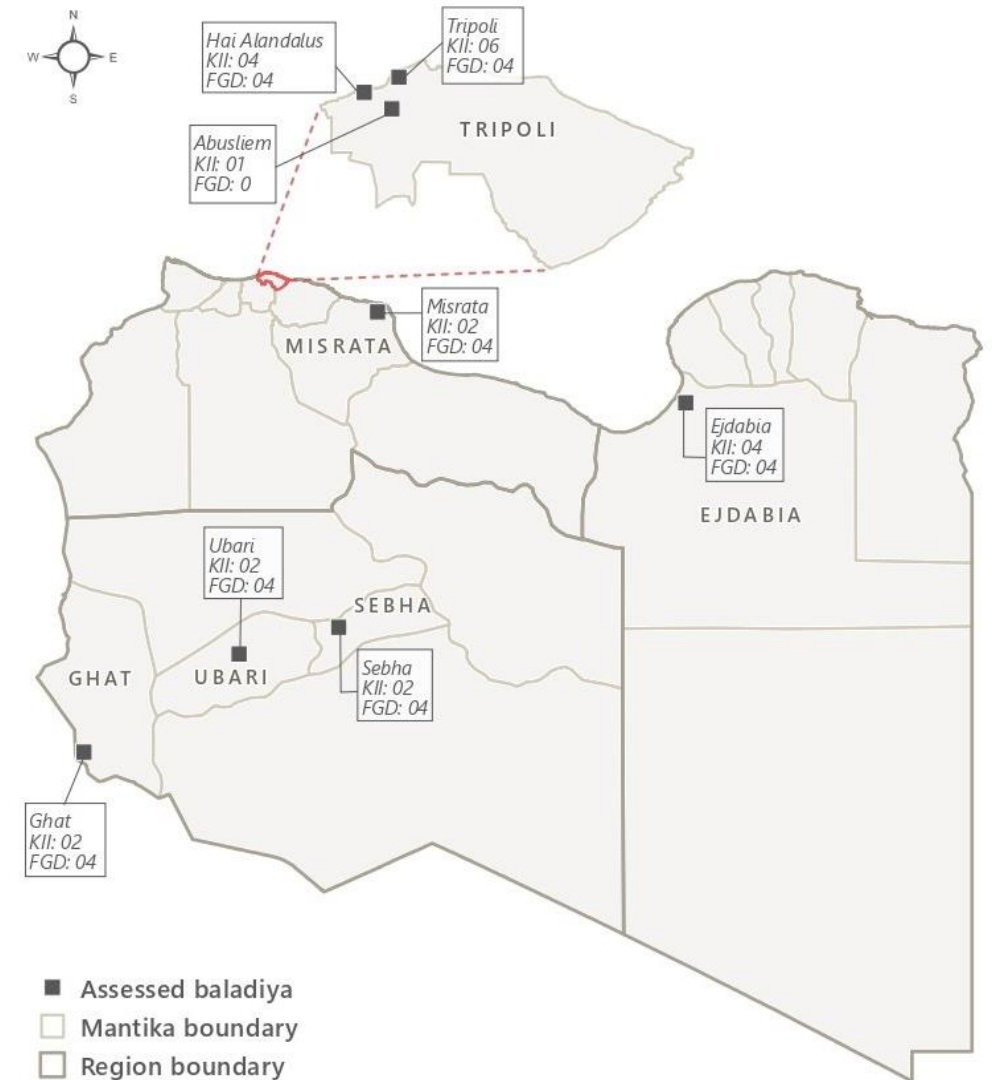 N
W E
S
Hai Alandalus
KII: 04
FGD: 04
Tripoli
KII: 06
FGD: 04
Abusliem
KII: 01
FGD: 0
TRIPOLI
Misrata
KII: 02
FGD: 04
MISRATA
Ejdabia
KII: 04
FGD: 04
EJDABIA
Ubari
KII: 02
FGD: 04
SEBHA
GHAT
UBARI
Sebha
KII: 02
FGD: 04
Ghat
KII: 02
FGD: 04
Assessed baladiya
Mantika boundary
Region boundary